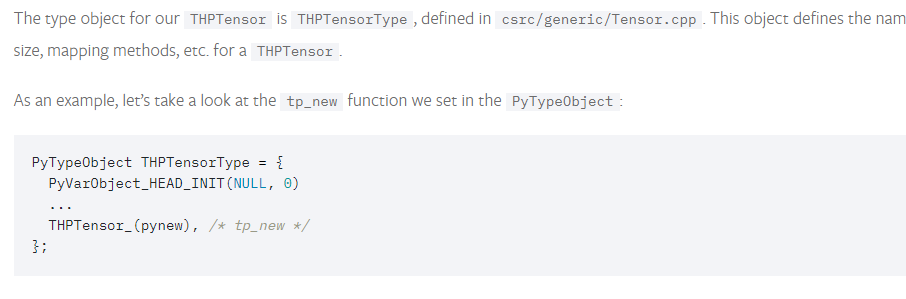 The type object for our THPTensor is THPTensorType, defined in csrc/generic/Tensor.cpp. This object defines the nam
size, mapping methods, etc. for a THPTensor.
As an example, let’s take a look at the tp_new function we set in the PyTypeObject:
PyTypeObject THPTensorType = {
  PyVarObject_HEAD_INIT(NULL, 0)
  ...
  THPTensor_(pynew), /* tp_new */
};